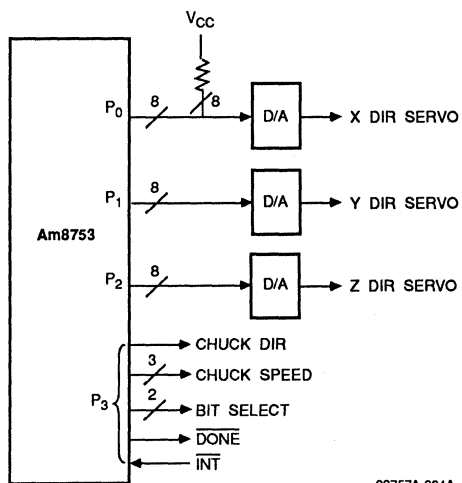 VCC
8
P0 8 D/A X DIR SERVO
P1 8 D/A Y DIR SERVO
Am8753
P2 8 D/A Z DIR SERVO
CHUCK DIR
3 CHUCK SPEED
P3 2 BIT SELECT
DONE
INT